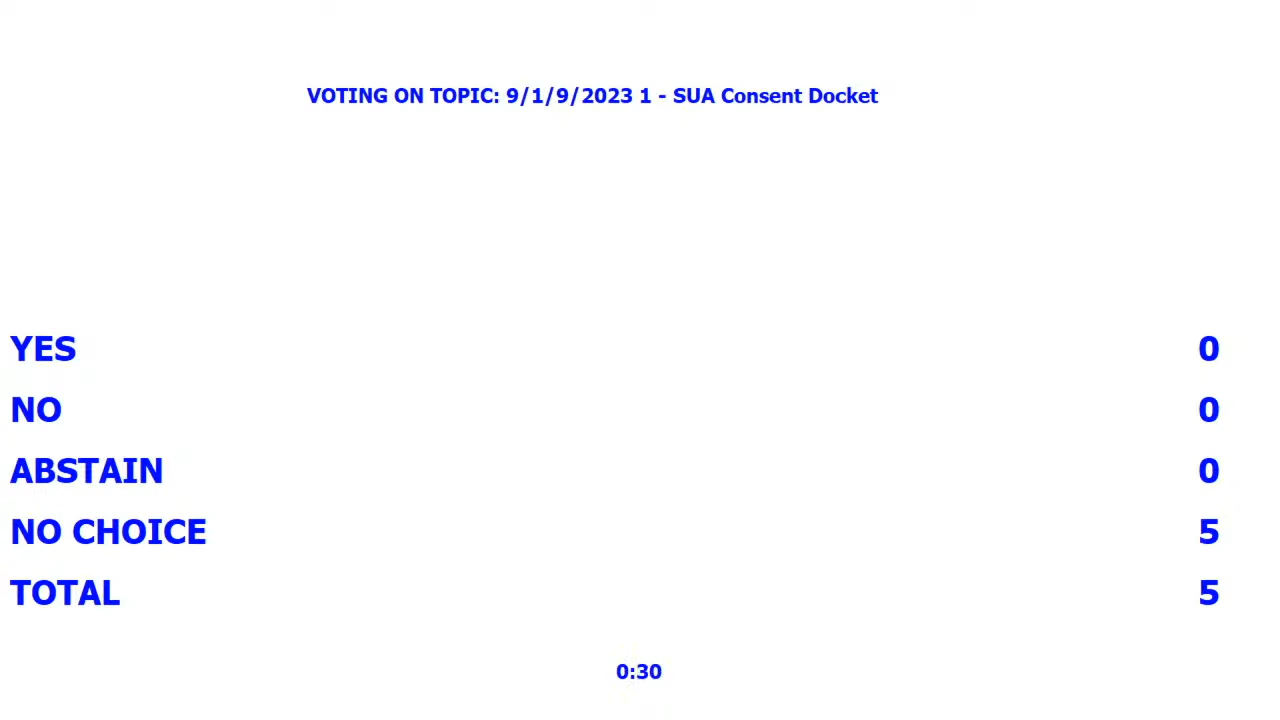 VOTING ON TOPIC: 9/1/9/2023 1 - SUA Consent Docket
YES 0
NO 0
ABSTAIN 0
NO CHOICE 5
TOTAL 5
0:30